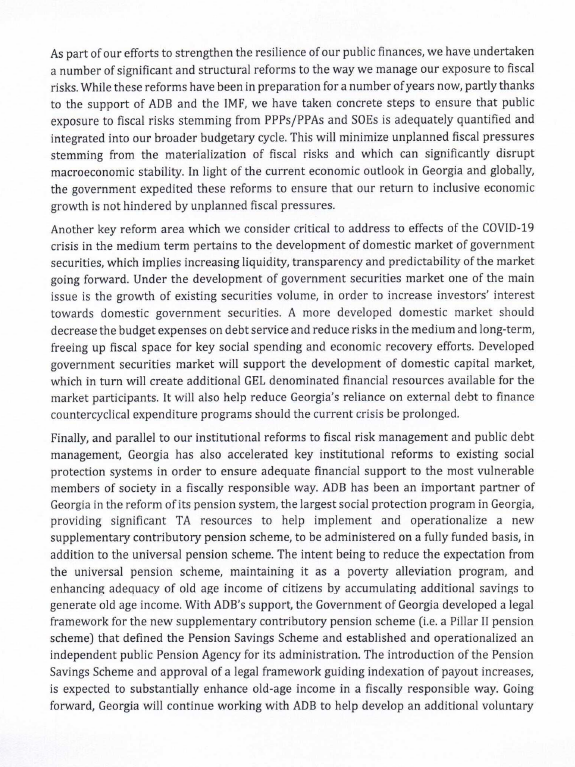 As part of our efforts to strengthen the resilience of our public finances, we have undertaken
a number of significant and structural reforms to the way we manage our exposure to fiscal
risks. While these reforms have been in preparation for a number of years now, partly thanks
to the support of ADB and the IMF, we have taken concrete steps to ensure that public
exposure to fiscal risks stemming from PPPs/PPAs and SOEs is adequately quantified and
integrated into our broader budgetary cycle. This will minimize unplanned fiscal pressures
stemming from the materialization of fiscal risks and which can significantly disrupt
macroeconomic stability. In light of the current economic outlook in Georgia and globally,
the government expedited these reforms to ensure that our return to inclusive economic
growth is not hindered by unplanned fiscal pressures.
Another key reform area which we consider critical to address to effects of the COVID-19
crisis in the medium term pertains to the development of domestic market of government
securities, which implies increasing liquidity, transparency and predictability of the market
going forward. Under the development of government securities market one of the main
issue is the growth of existing securities volume, in order to increase investors' interest
towards domestic government securities. A more developed domestic market should
decrease the budget expenses on debt service and reduce risks in the medium and long-term,
freeing up fiscal space for key social spending and economic recovery efforts. Developed
government securities market will support the development of domestic capital market,
which in turn will create additional GEL denominated financial resources available for the
market participants. It will also help reduce Georgia's reliance on external debt to finance
countercyclical expenditure programs should the current crisis be prolonged.
Finally, and parallel to our institutional reforms to fiscal risk management and public debt
management, Georgia has also accelerated key institutional reforms to existing social
protection systems in order to ensure adequate financial support to the most vulnerable
members of society in a fiscally responsible way. ADB has been an important partner of
Georgia in the reform of its pension system, the largest social protection program in Georgia,
providing significant TA resources to help implement and operationalize a new
supplementary contributory pension scheme, to be administered on a fully funded basis, in
addition to the universal pension scheme. The intent being to reduce the expectation from
the universal pension scheme, maintaining it as a poverty alleviation program, and
enhancing adequacy of old age income of citizens by accumulating additional savings to
generate old age income. With ADB's support, the Government of Georgia developed a legal
framework for the new supplementary contributory pension scheme (i.e. a Pillar II pension
scheme) that defined the Pension Savings Scheme and established and operationalized an
independent public Pension Agency for its administration. The introduction of the Pension
Savings Scheme and approval of a legal framework guiding indexation of payout increases,
is expected to substantially enhance old-age income in a fiscally responsible way. Going
forward, Georgia will continue working with ADB to help develop an additional voluntary